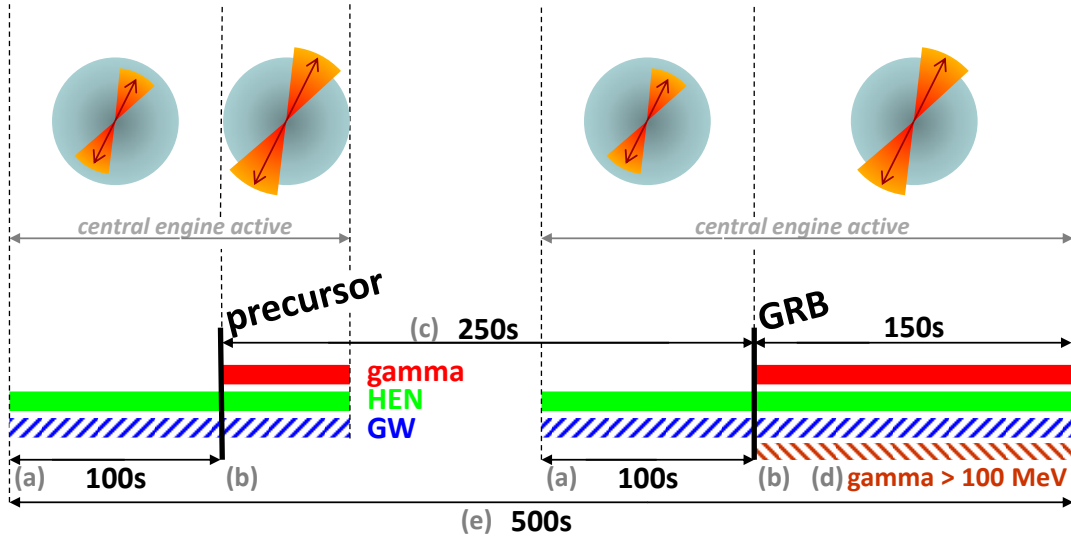 central engine active
central engine active
precursor
GRB
(c) 250s
150s
gamma
HEN
GW
(a) 100s (b)
(a) 100s (b) (d) gamma > 100 MeV
(e) 500s